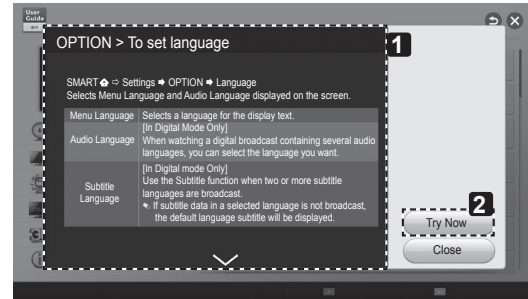 User
Guide
OPTION > To set language
1
SMART ⇨ Settings ➡ OPTION ➡ Language
Selects Menu Language and Audio Language displayed on the screen.
Menu Language Selects a language for the display text.
Audio Language [In Digital Mode Only]
When watching a digital broadcast containing several audio
languages, you can select the language you want.
Subtitle
Language
[In Digital mode Only]
Use the Subtitle function when two or more subtitle
languages are broadcast.
If subtitle data in a selected language is not broadcast,
the default language subtitle will be displayed.
2
Try Now
Close